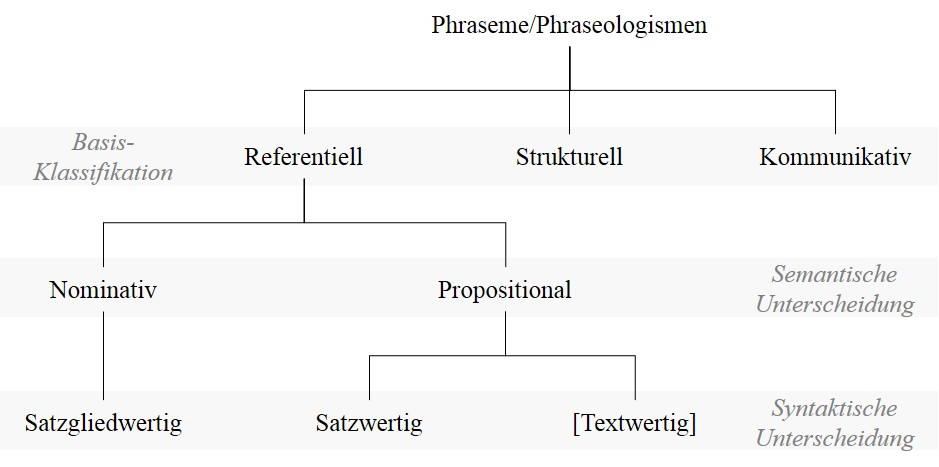 Phraseme/Phraseologismen
Basis-
Klassifikation
Referentiell
Strukturell
Kommunikativ
Nominativ
Propositional
Semantische
Unterscheidung
Satzgliedwertig
Satzwertig
[Textwertig]
Syntaktische
Unterscheidung